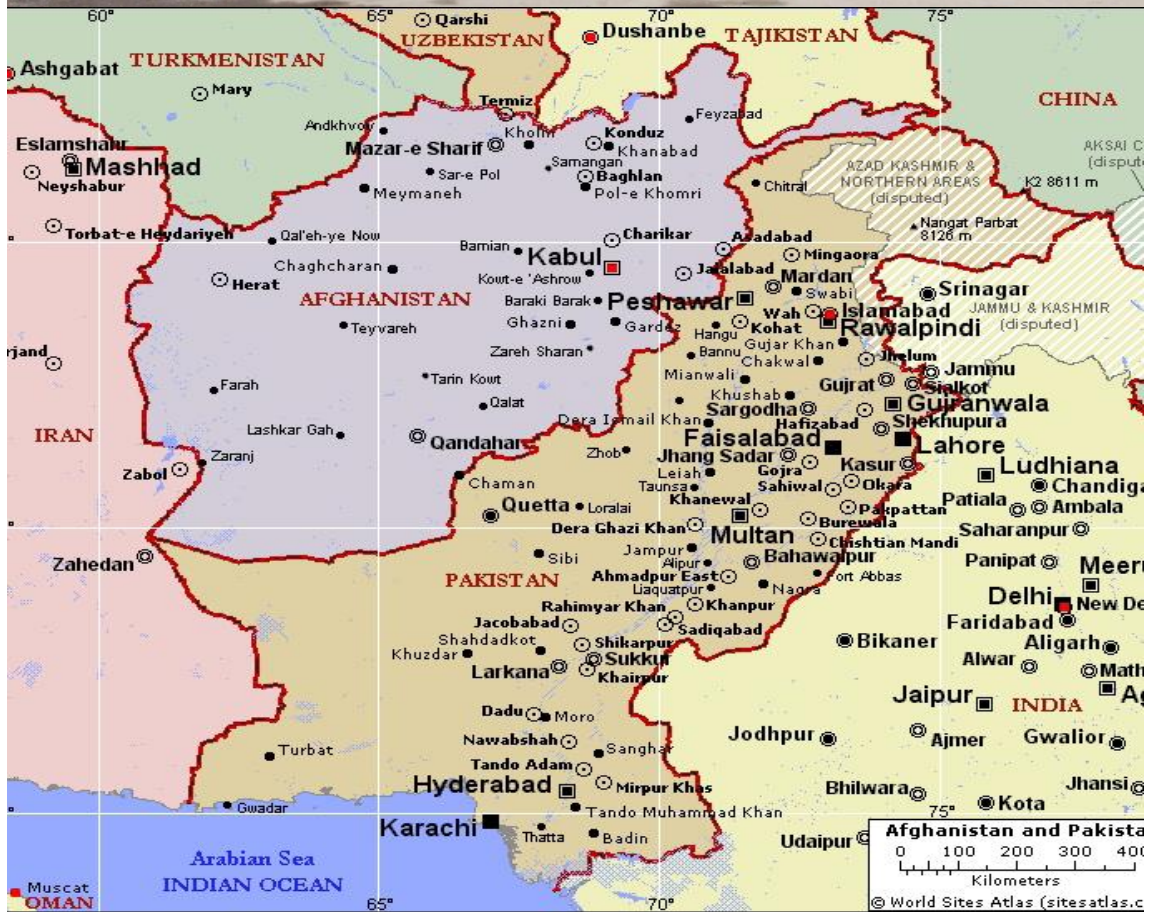 60°
65°
70°
75°
Qarshi
UZBEKISTAN
Dushanbe
TAJIKISTAN
TURKMENISTAN
Ashgabat
Mary
CHINA
Termiz
Feyzabad
Andkhvoy
Kholm
Konduz
Eslamshahr
Mashhad
Mazar-e Sharif
Khanabad
AKSAI C
(disput
Neyshabur
Sar-e Pol
Samangan
Baghlan
AZAD KASHMIR &
NORTHERN AREAS
(disputed)
K2 8611 m
Meymaneh
Pol-e Khomri
Chitral
Torbat-e Heydariyeh
Qal'eh-ye Now
Charikar
Asadabad
Nangat Parbat
8126 m
Bamian
Kabul
Mingaora
Chaghcharan
Kowt-e 'Ashrow
Jalalabad
Mardan
Herat
AFGHANISTAN
Baraki Barak
Peshawar
Swabi
Srinagar
JAMMU & KASHMIR
(disputed)
Teyvareh
Ghazni
Gardez
Wah
Islamabad
Hangu
Kohat
Rawalpindi
rjand
Zareh Sharan
Bannu
Gujar Khan
Chakwal
Jhelum
Farah
Tarin Kowt
Mianwali
Gujrat
Jammu
Sialkot
Qalat
Khushab
Sargodha
Gujranwala
Dera Ismail Khan
Hafizabad
Shekhupura
IRAN
Lashkar Gah
Qandahar
Faisalabad
Lahore
Zabol
Zaranj
Zhob
Jhang Sadar
Gojra
Kasur
Ludhiana
Chaman
Leiah
Taunsa
Sahiwal
Okara
Chandiga
Quetta
Loralai
Khanewal
Pakpattan
Patiala
Ambala
Dera Ghazi Khan
Multan
Burewala
Saharanpur
Zahedan
Sibi
Jampur
Alipur
Chishtian Mandi
Bahawalpur
Panipat
PAKISTAN
Ahmadpur East
Fort Abbas
Meeru
Liaquatpur
Delhi
New De
Rahimyar Khan
Khanpur
Faridabad
Jacobabad
Sadiqabad
Shahdadkot
Shikarpur
Bikaner
Aligarh
Khuzdar
Sukkur
Larkana
Khairpur
Alwar
Math
Jaipur
INDIA
Dadu
Moro
Nawabshah
Jodhpur
Ajmer
Gwalior
Turbat
Sanghar
Tando Adam
Hyderabad
Mirpur Khas
Bhilwara
Jhansi
Gwadar
Tando Muhammad Khan
75°
Kota
Karachi
Thatta
Badin
Udaipur
Afghanistan and Pakista
Arabian Sea
INDIAN OCEAN
0 100 200 300 400
Kilometers
Muscat
OMAN
65°
70°
© World Sites Atlas (sitesatlas.c